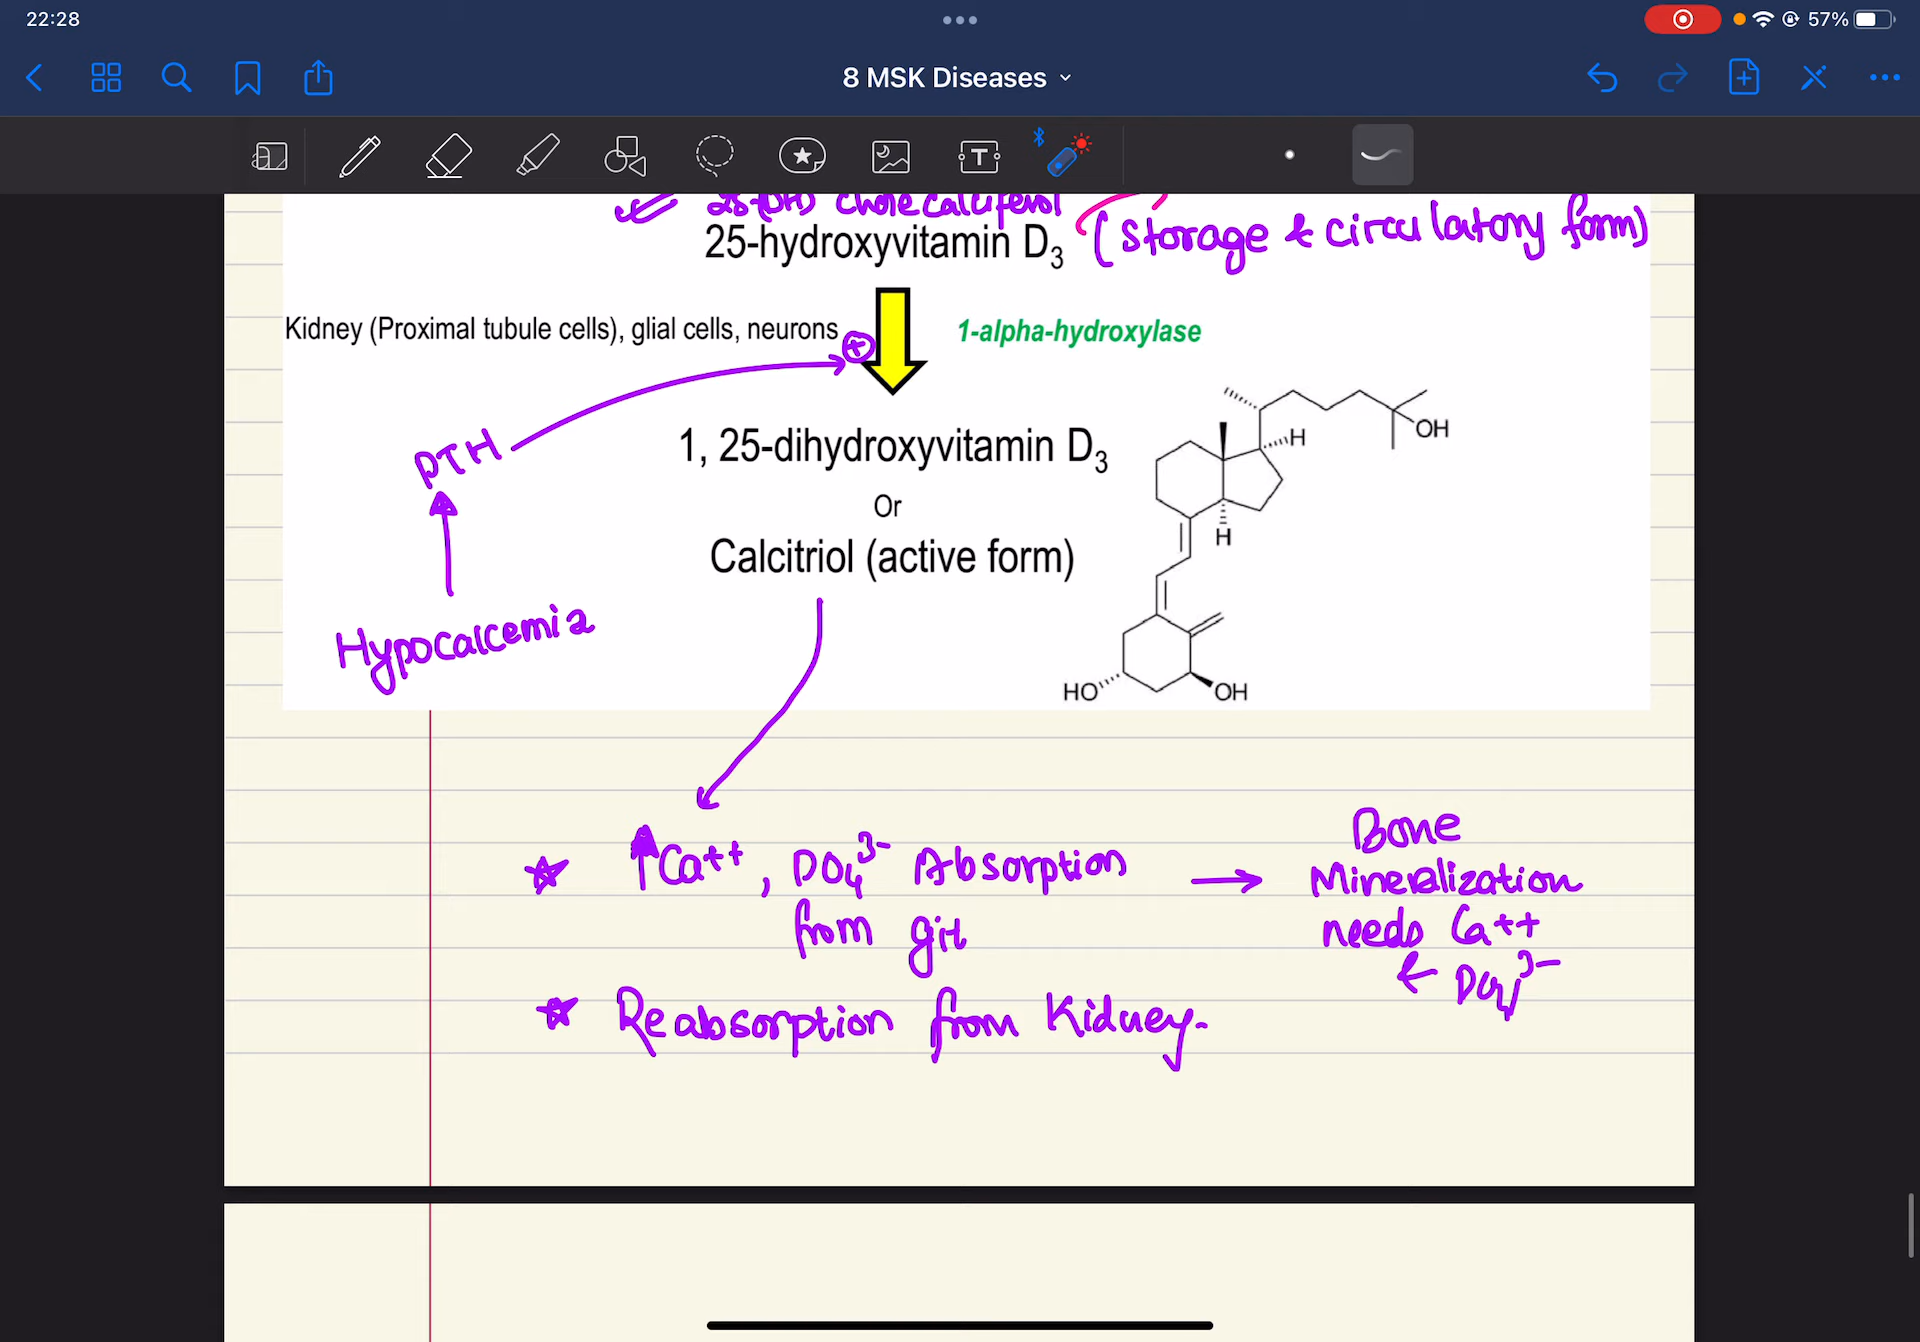 22:28
57%
8 MSK Diseases
25-(OH) cholecalciferol
25-hydroxyvitamin D3 (storage & circulatory form)
Kidney (Proximal tubule cells), glial cells, neurons + 1-alpha-hydroxylase
PTH
1, 25-dihydroxyvitamin D3
Or
Calcitriol (active form)
Hypocalcemia
H
OH
H
HO
OH
↑Ca++, PO4 3- Absorption → Bone Mineralization
from git
needs Ca++
& PO4 3-
Reabsorption from Kidney.